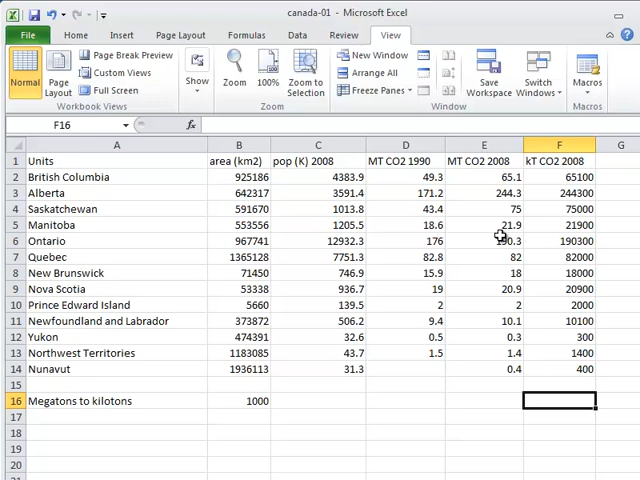 canada-01 - Microsoft Excel
File Home Insert Page Layout Formulas Data Review View
Normal
Page Layout
Page Break Preview
Custom Views
Full Screen
Workbook Views
Show
Zoom
100%
Zoom to Selection
Zoom
New Window
Arrange All
Freeze Panes
Save Workspace
Switch Windows
Window
Macros
Macros
F16 fx
A B C D E F G
1 Units area (km2) pop (K) 2008 MT CO2 1990 MT CO2 2008 kT CO2 2008
2 British Columbia 925186 4383.9 49.3 65.1 65100
3 Alberta 642317 3591.4 171.2 244.3 244300
4 Saskatchewan 591670 1013.8 43.4 75 75000
5 Manitoba 553556 1205.5 18.6 21.9 21900
6 Ontario 967741 12932.3 176 190.3 190300
7 Quebec 1365128 7751.3 82.8 82 82000
8 New Brunswick 71450 746.9 15.9 18 18000
9 Nova Scotia 53338 936.7 19 20.9 20900
10 Prince Edward Island 5660 139.5 2 2 2000
11 Newfoundland and Labrador 373872 506.2 9.4 10.1 10100
12 Yukon 474391 32.6 0.5 0.3 300
13 Northwest Territories 1183085 43.7 1.5 1.4 1400
14 Nunavut 1936113 31.3 0.4 400
15
16 Megatons to kilotons 1000
17
18
19
20